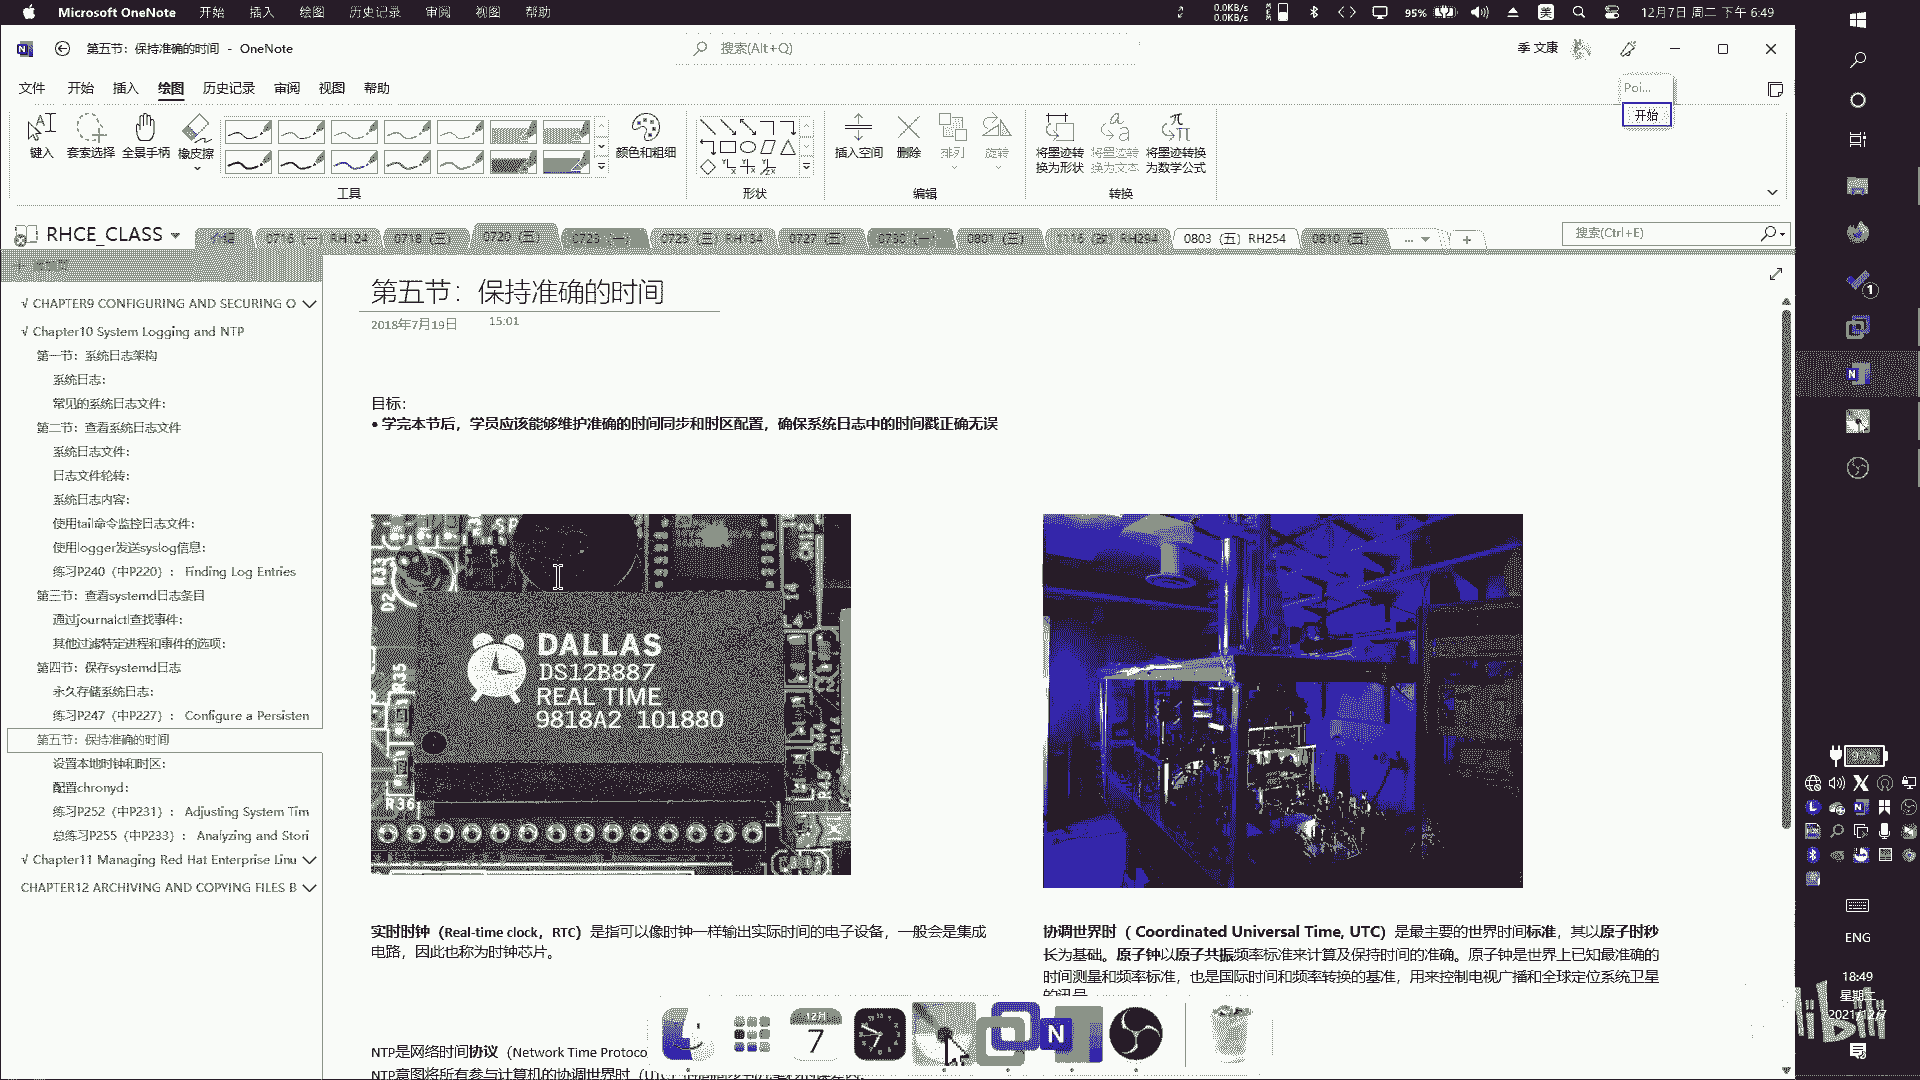 Microsoft OneNote 开始 插入 绘图 历史记录 审阅 视图 帮助
0.0KB/s
0.0KB/s
95%
美
12月7日 周二 下午 6:49
第五节：保持准确的时间 - OneNote
搜索(Alt+Q)
季 文康
文件 开始 插入 绘图 历史记录 审阅 视图 帮助
Poi...
开始
键入 套索选择 全景手柄 橡皮擦
颜色和粗细
插入空间 删除 排列 旋转
将墨迹转换为形状 将墨迹转换为文本 将墨迹转换为数学公式
工具 形状 编辑 转换
RHCE_CLASS
介绍 0716（一）RH124 0718（三） 0720（五） 0723（一） 0725（三）RH134 0727（五） 0730（一） 0801（三） 0803（五）RH254 0810（五） ...
搜索(Ctrl+E)
添加页
√ CHAPTER9 CONFIGURING AND SECURING O
√ Chapter10 System Logging and NTP
第一节：系统日志架构
系统日志：
常见的系统日志文件：
第二节：查看系统日志文件
系统日志文件：
日志文件轮转：
系统日志内容：
使用tail命令监控日志文件：
使用logger发送syslog信息：
练习P240（中P220）： Finding Log Entries
第三节：查看systemd日志条目
通过journalctl查找事件：
其他过滤特定进程和事件的选项：
第四节：保存systemd日志
永久存储系统日志：
练习P247（中P227）： Configure a Persisten
第五节：保持准确的时间
设置本地时钟和时区：
配置chronyd：
练习P252（中P231）： Adjusting System Tim
总练习P255（中P233）： Analyzing and Stori
√ Chapter11 Managing Red Hat Enterprise Linu
CHAPTER12 ARCHIVING AND COPYING FILES B
第五节：保持准确的时间
2018年7月19日 15:01
目标：
• 学完本节后，学员应该能够维护准确的时间同步和时区配置，确保系统日志中的时间戳正确无误
DALLAS
DS12B887
REAL TIME
9818A2 101880
R35
R36
实时时钟（Real-time clock，RTC）是指可以像时钟一样输出实际时间的电子设备，一般会是集成
电路，因此也称为时钟芯片。
协调世界时（ Coordinated Universal Time, UTC）是最主要的世界时间标准，其以原子时秒
长为基础。原子钟以原子共振频率标准来计算及保持时间的准确。原子钟是世界上已知最准确的
时间测量和频率标准，也是国际时间和频率转换的基准，用来控制电视广播和全球定位系统卫星
的讯号
NTP是网络时间协议（Network Time Protoco
12月
7
1
ENG
18:49
星期二
2021/12/7